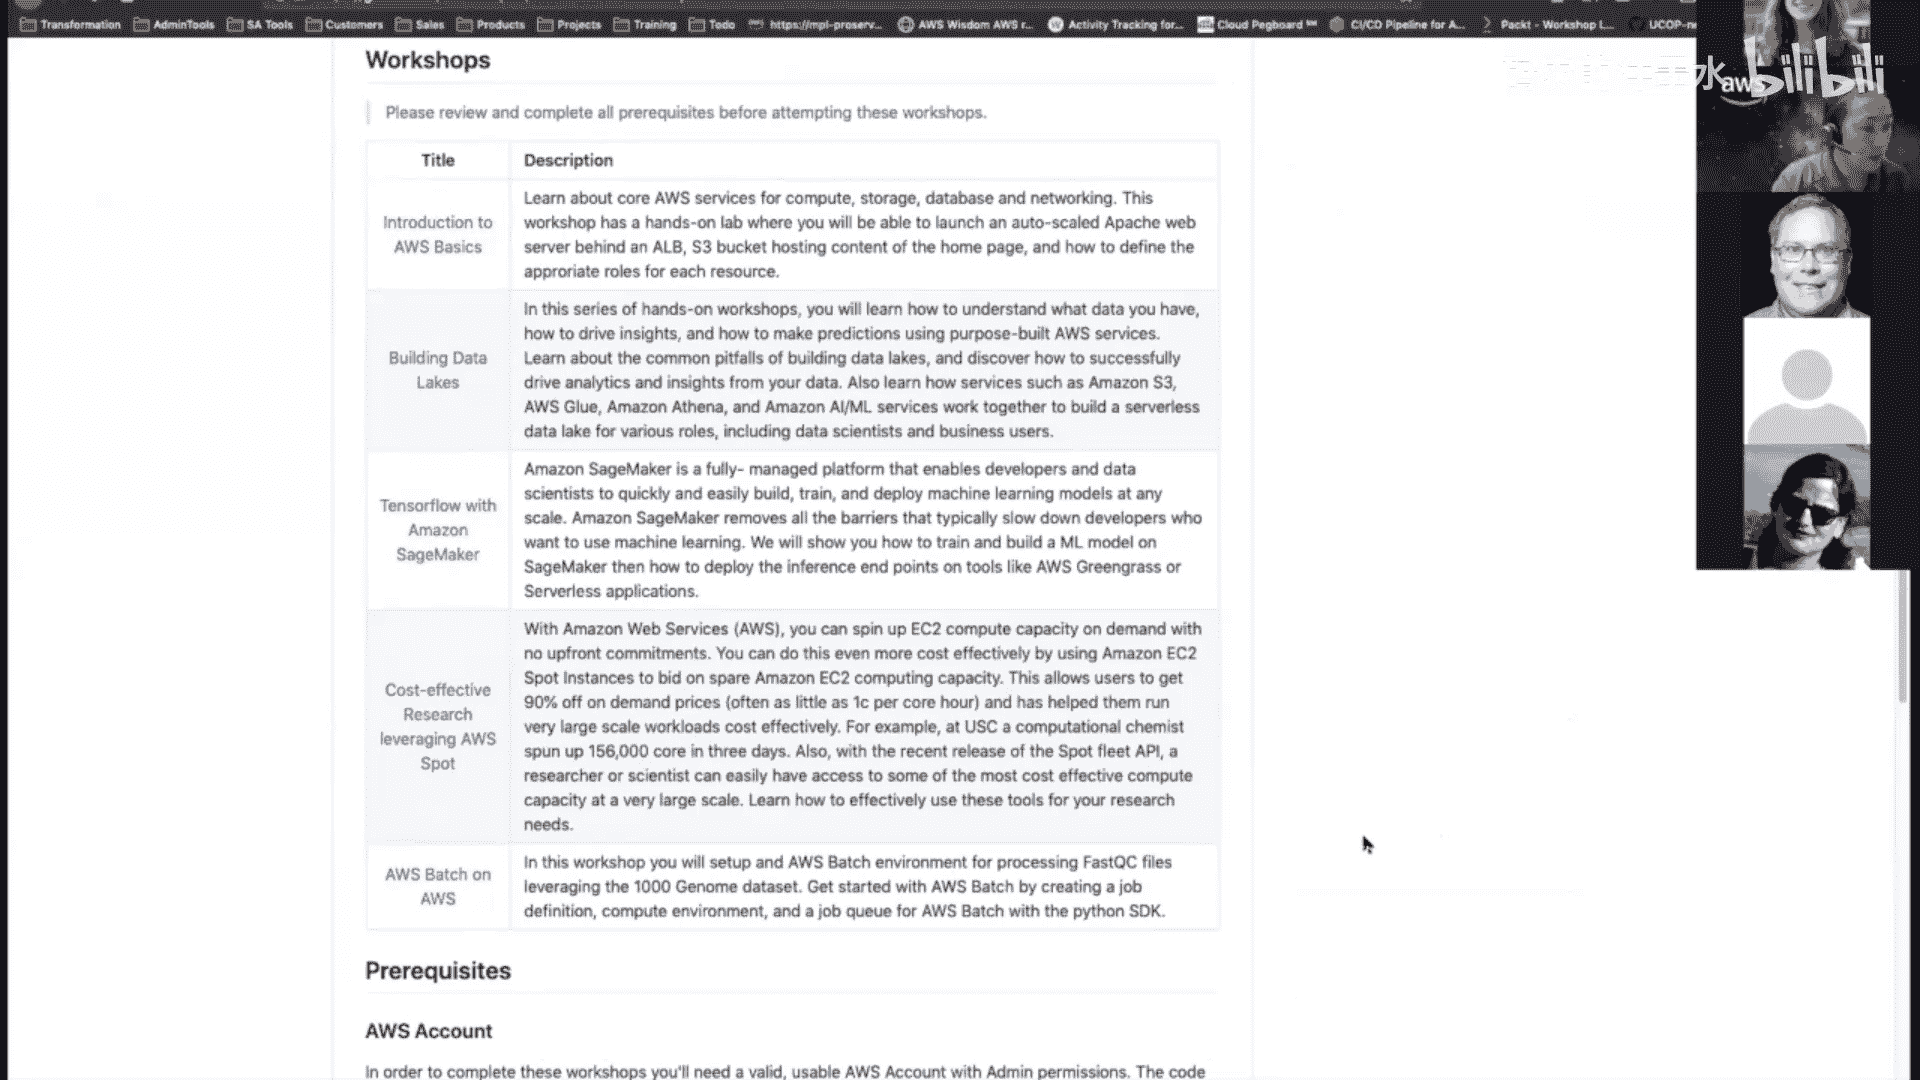 Transformation AdminTools SA Tools Customers Sales Products Projects Training Todo https://mpl-proserv... AWS Wisdom AWS r... Activity Tracking for... Cloud Pegboard CI/CD Pipeline for A... Packt - Workshop L...
aws bilibili
Workshops
Please review and complete all prerequisites before attempting these workshops.
Title Description
Introduction to
AWS Basics
Learn about core AWS services for compute, storage, database and networking. This
workshop has a hands-on lab where you will be able to launch an auto-scaled Apache web
server behind an ALB, S3 bucket hosting content of the home page, and how to define the
approriate roles for each resource.
Building Data
Lakes
In this series of hands-on workshops, you will learn how to understand what data you have,
how to drive insights, and how to make predictions using purpose-built AWS services.
Learn about the common pitfalls of building data lakes, and discover how to successfully
drive analytics and insights from your data. Also learn how services such as Amazon S3,
AWS Glue, Amazon Athena, and Amazon AI/ML services work together to build a serverless
data lake for various roles, including data scientists and business users.
Tensorflow with
Amazon
SageMaker
Amazon SageMaker is a fully- managed platform that enables developers and data
scientists to quickly and easily build, train, and deploy machine learning models at any
scale. Amazon SageMaker removes all the barriers that typically slow down developers who
want to use machine learning. We will show you how to train and build a ML model on
SageMaker then how to deploy the inference end points on tools like AWS Greengrass or
Serverless applications.
Cost-effective
Research
leveraging AWS
Spot
With Amazon Web Services (AWS), you can spin up EC2 compute capacity on demand with
no upfront commitments. You can do this even more cost effectively by using Amazon EC2
Spot Instances to bid on spare Amazon EC2 computing capacity. This allows users to get
90% off on demand prices (often as little as 1c per core hour) and has helped them run
very large scale workloads cost effectively. For example, at USC a computational chemist
spun up 156,000 core in three days. Also, with the recent release of the Spot fleet API, a
researcher or scientist can easily have access to some of the most cost effective compute
capacity at a very large scale. Learn how to effectively use these tools for your research
needs.
AWS Batch on
AWS
In this workshop you will setup and AWS Batch environment for processing FastQC files
leveraging the 1000 Genome dataset. Get started with AWS Batch by creating a job
definition, compute environment, and a job queue for AWS Batch with the python SDK.
Prerequisites
AWS Account
In order to complete these workshops you'll need a valid, usable AWS Account with Admin permissions. The code